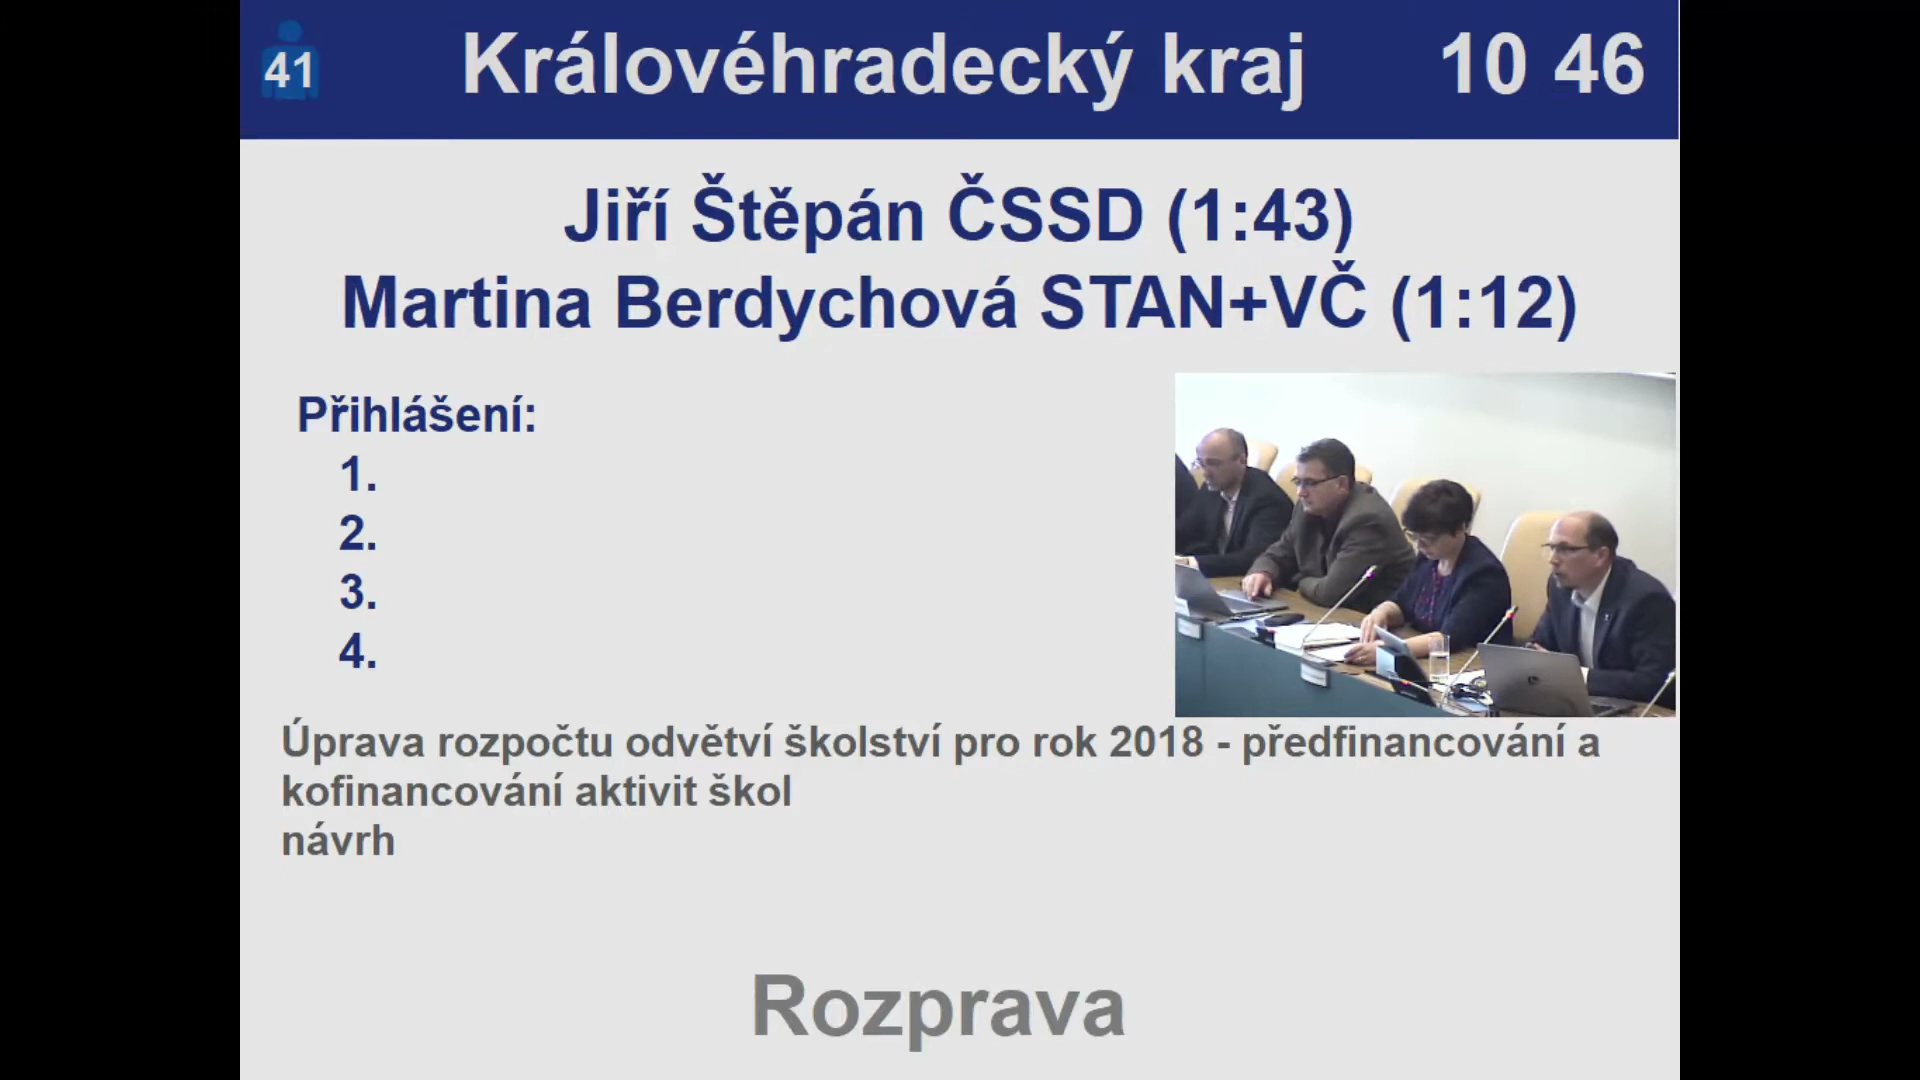 41
Královéhradecký kraj
10 46
Jiří Štěpán ČSSD (1:43)
Martina Berdychová STAN+VČ (1:12)
Přihlášení:
1.
2.
3.
4.
Úprava rozpočtu odvětví školství pro rok 2018 - předfinancování a
kofinancování aktivit škol
návrh
Rozprava